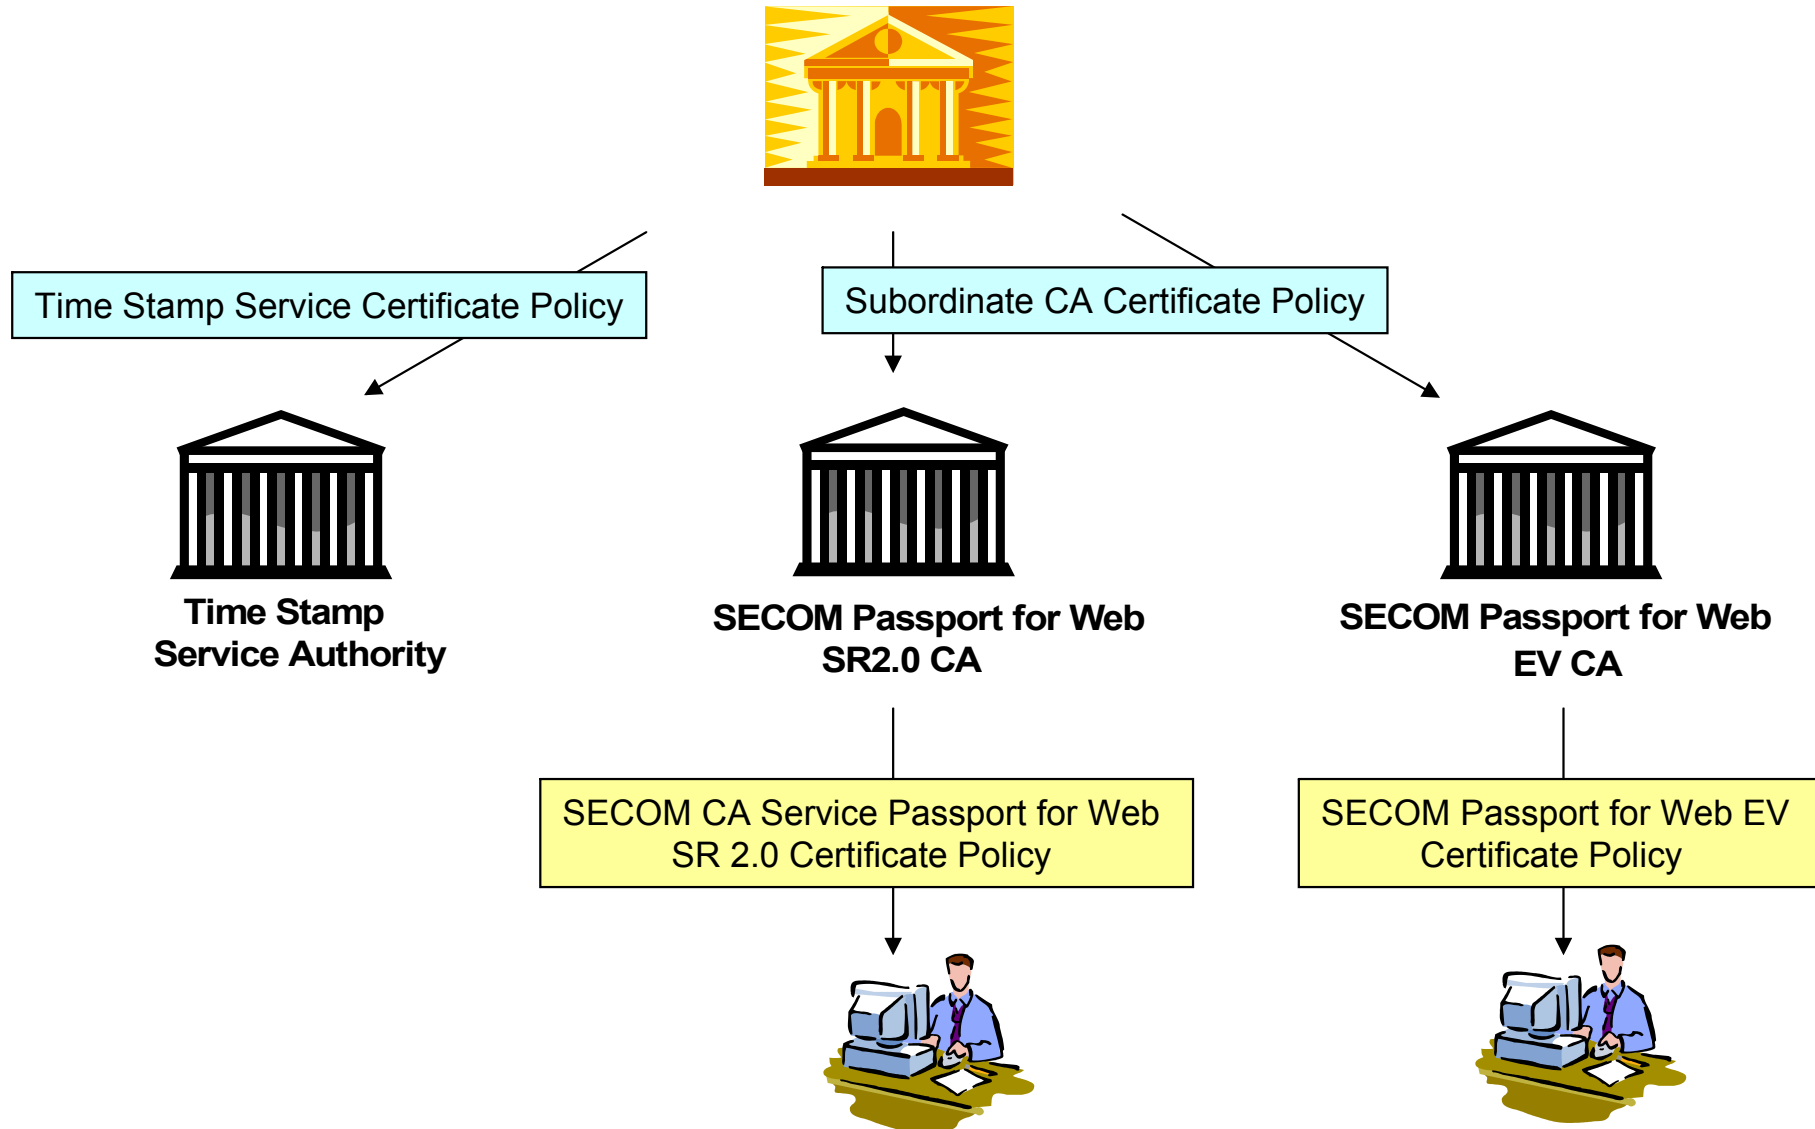 Time Stamp Service Certificate Policy
Subordinate CA Certificate Policy
Time Stamp
Service Authority
SECOM Passport for Web
SR2.0 CA
SECOM Passport for Web
EV CA
SECOM CA Service Passport for Web
SR 2.0 Certificate Policy
SECOM Passport for Web EV
Certificate Policy